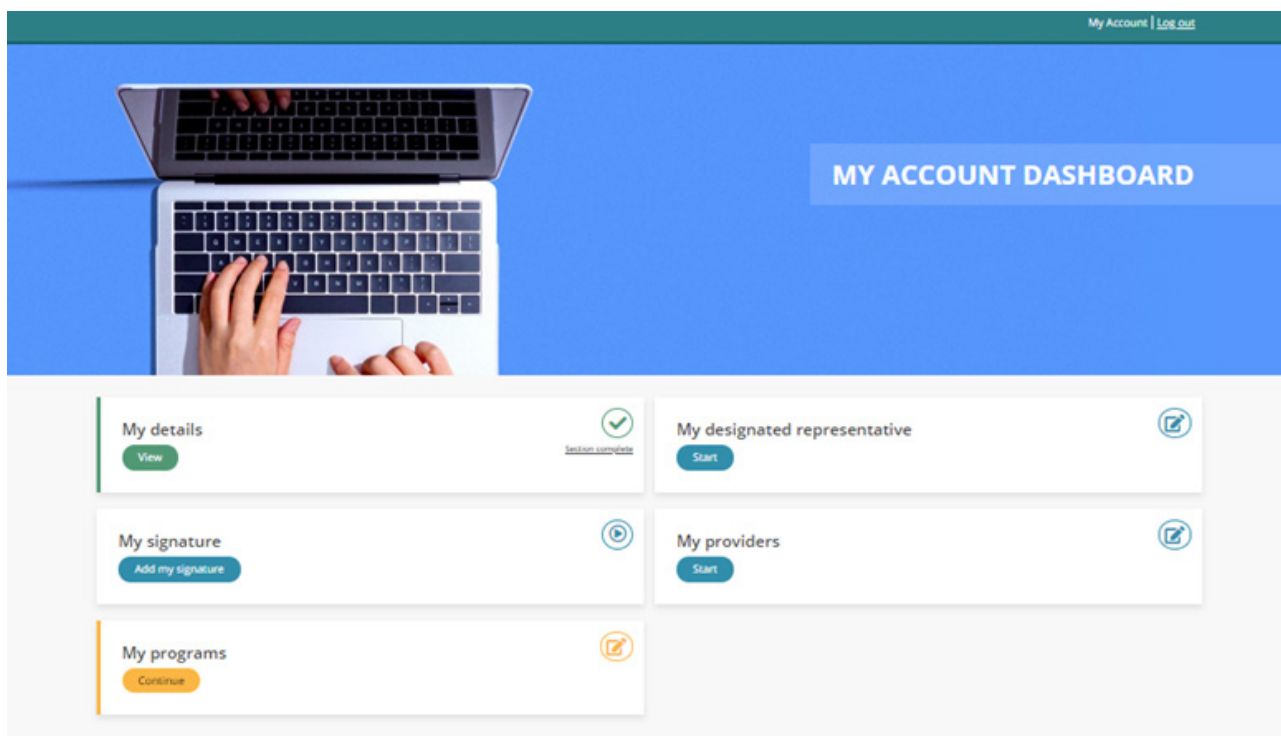 My Account | Log out
MY ACCOUNT DASHBOARD
My details
View
Section complete
My designated representative
Start
My signature
Add my signature
My providers
Start
My programs
Continue